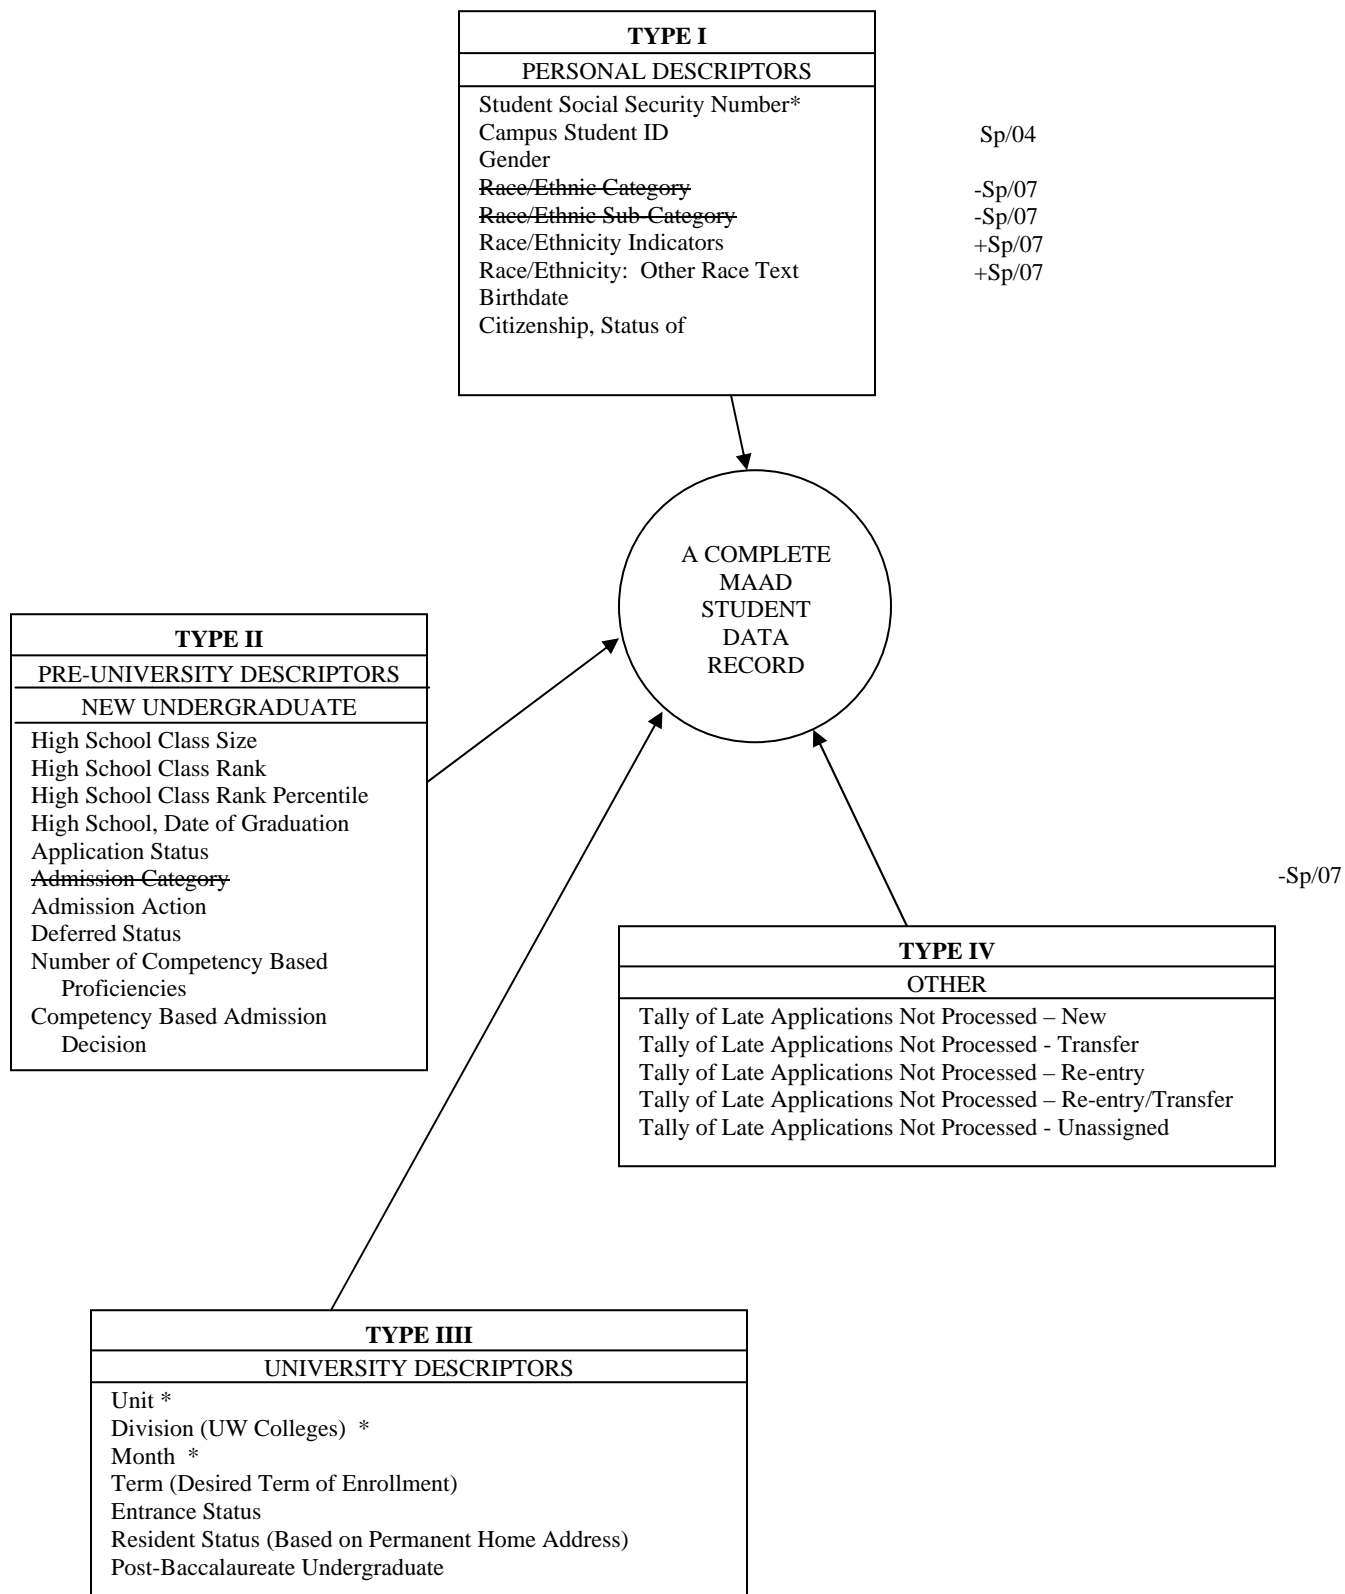 TYPE I
PERSONAL DESCRIPTORS
Student Social Security Number*
Campus Student ID Sp/04
Gender
Race/Ethnic Category -Sp/07
Race/Ethnic Sub-Category -Sp/07
Race/Ethnicity Indicators +Sp/07
Race/Ethnicity:  Other Race Text +Sp/07
Birthdate
Citizenship, Status of
A COMPLETE
MAAD
STUDENT
DATA
RECORD
TYPE II
PRE-UNIVERSITY DESCRIPTORS
NEW UNDERGRADUATE
High School Class Size
High School Class Rank
High School Class Rank Percentile
High School, Date of Graduation
Application Status
Admission Category -Sp/07
Admission Action
Deferred Status
Number of Competency Based
Proficiencies
Competency Based Admission
Decision
TYPE IV
OTHER
Tally of Late Applications Not Processed – New
Tally of Late Applications Not Processed - Transfer
Tally of Late Applications Not Processed – Re-entry
Tally of Late Applications Not Processed – Re-entry/Transfer
Tally of Late Applications Not Processed - Unassigned
TYPE IIII
UNIVERSITY DESCRIPTORS
Unit *
Division (UW Colleges)  *
Month  *
Term (Desired Term of Enrollment)
Entrance Status
Resident Status (Based on Permanent Home Address)
Post-Baccalaureate Undergraduate